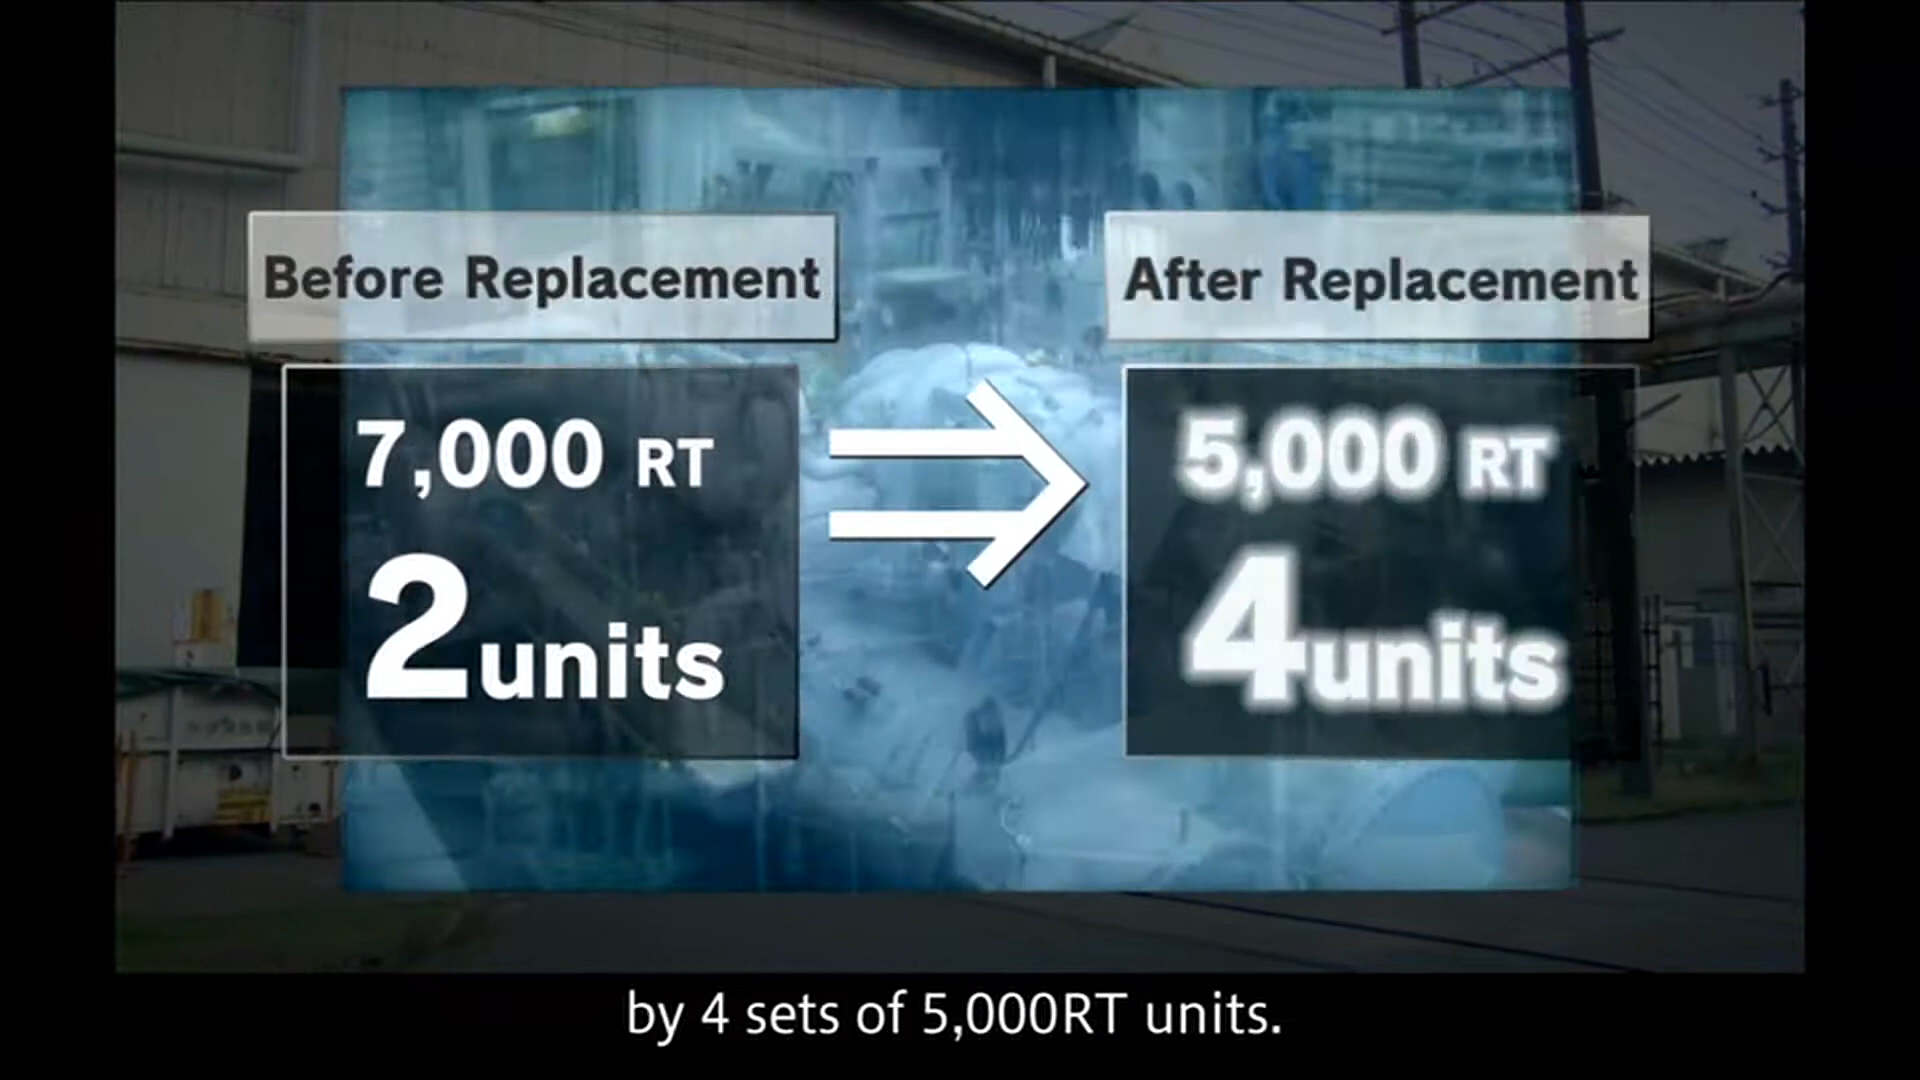 Before Replacement
7,000 RT
2units
After Replacement
5,000 RT
4units
by 4 sets of 5,000RT units.